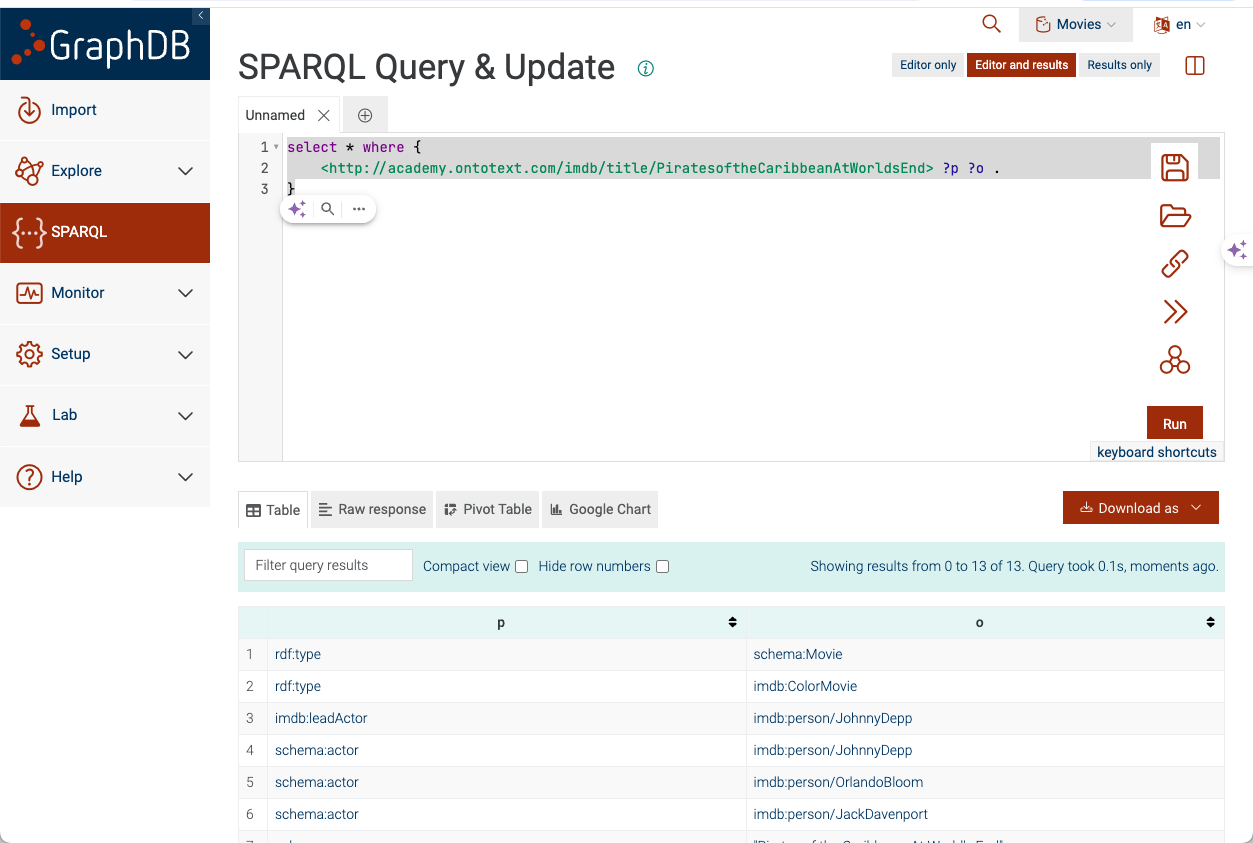 GraphDB
Movies
en
SPARQL Query & Update
Editor only
Editor and results
Results only
Import
Explore
SPARQL
Monitor
Setup
Lab
Help
Unnamed
1 select * where {
2 <http://academy.ontotext.com/imdb/title/PiratesoftheCaribbeanAtWorldsEnd> ?p ?o .
3 }
Run
keyboard shortcuts
Table
Raw response
Pivot Table
Google Chart
Download as
Filter query results
Compact view
Hide row numbers
Showing results from 0 to 13 of 13. Query took 0.1s, moments ago.
p o
1 rdf:type schema:Movie
2 rdf:type imdb:ColorMovie
3 imdb:leadActor imdb:person/JohnnyDepp
4 schema:actor imdb:person/JohnnyDepp
5 schema:actor imdb:person/OrlandoBloom
6 schema:actor imdb:person/JackDavenport